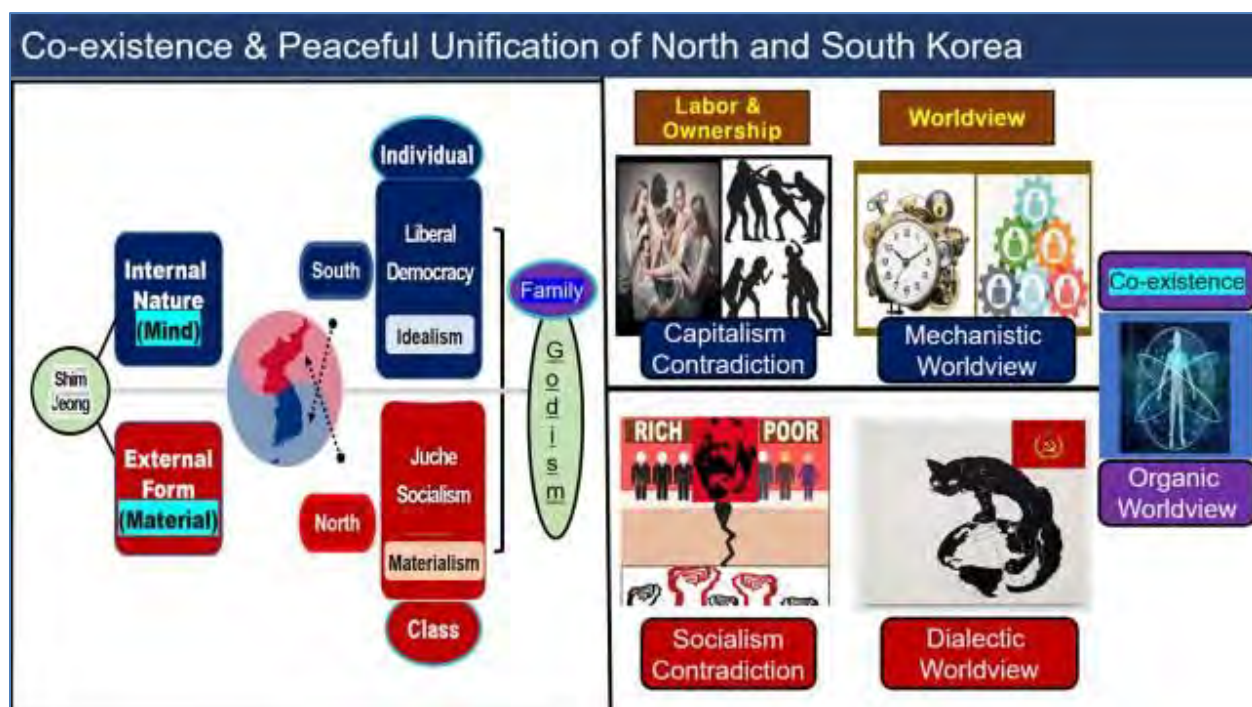 Co-existence & Peaceful Unification of North and South Korea
Individual
Liberal
Democracy
Idealism
Internal
Nature
(Mind)
South
Family
Shim
Jeong
G
o
d
i
s
m
External
Form
(Material)
North
Juche
Socialism
Materialism
Class
Labor &
Ownership
Worldview
Capitalism
Contradiction
Mechanistic
Worldview
Co-existence
Organic
Worldview
RICH
POOR
Socialism
Contradiction
Dialectic
Worldview